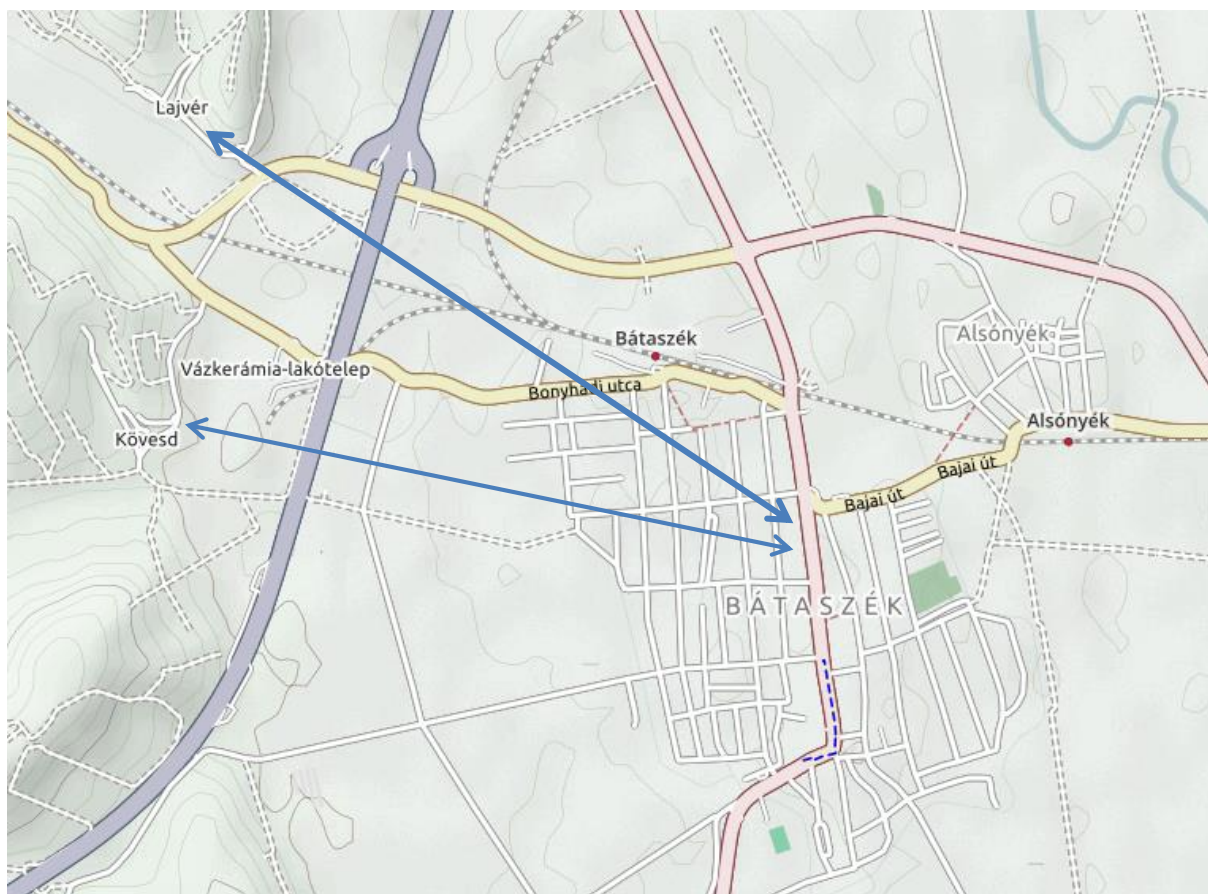 Lajvér
Bátaszék
Alsónyék
Vázkerámia-lakótelep
Bonyhádi utca
Alsónyék
Kövesd
Bajai út
Bajai út
BÁTASZÉK